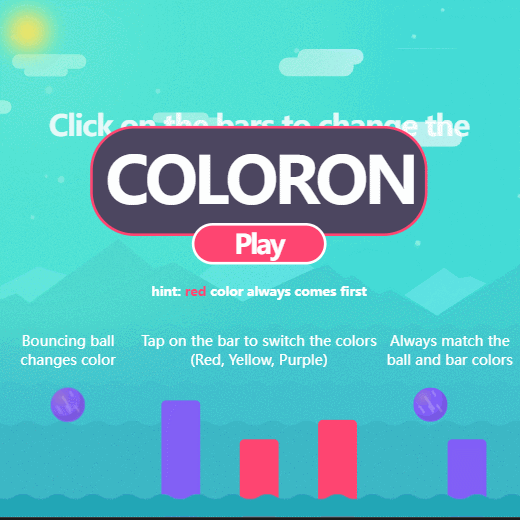 Click on the bars to change the
COLORON
Play
hint: red color always comes first
Bouncing ball
changes color
Tap on the bar to switch the colors
(Red, Yellow, Purple)
Always match the
ball and bar colors